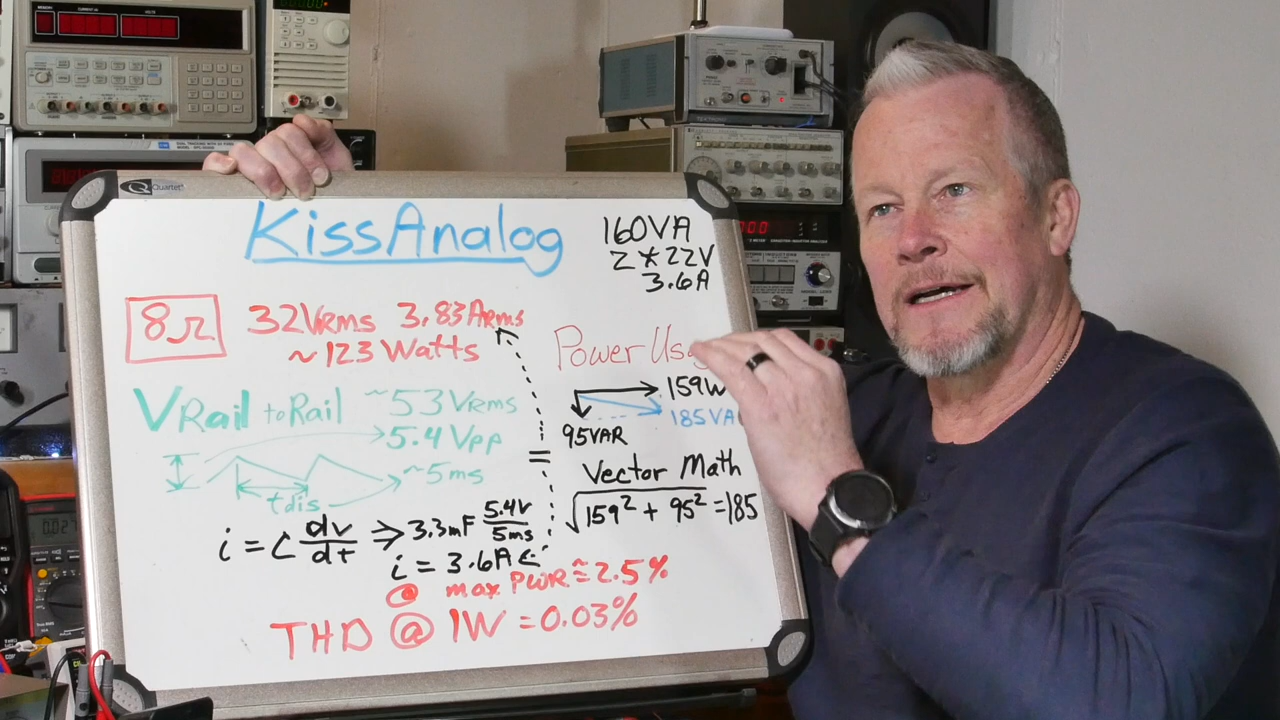 Quartet
KissAnalog
160VA
2*22V
3.6A
8Ω
32VRMS 3.83ARMS
~123 Watts
Power Us
159W
185VA
95VAR
VRail to Rail ~53VRMS
5.4Vpp
~5ms
tdis
Vector Math
√159² + 95² = 185
i = C dv/dt ⇒ 3.3mF 5.4V/5ms
=
i = 3.6A
@ max PWR ≅ 2.5%
THD @ 1W = 0.03%